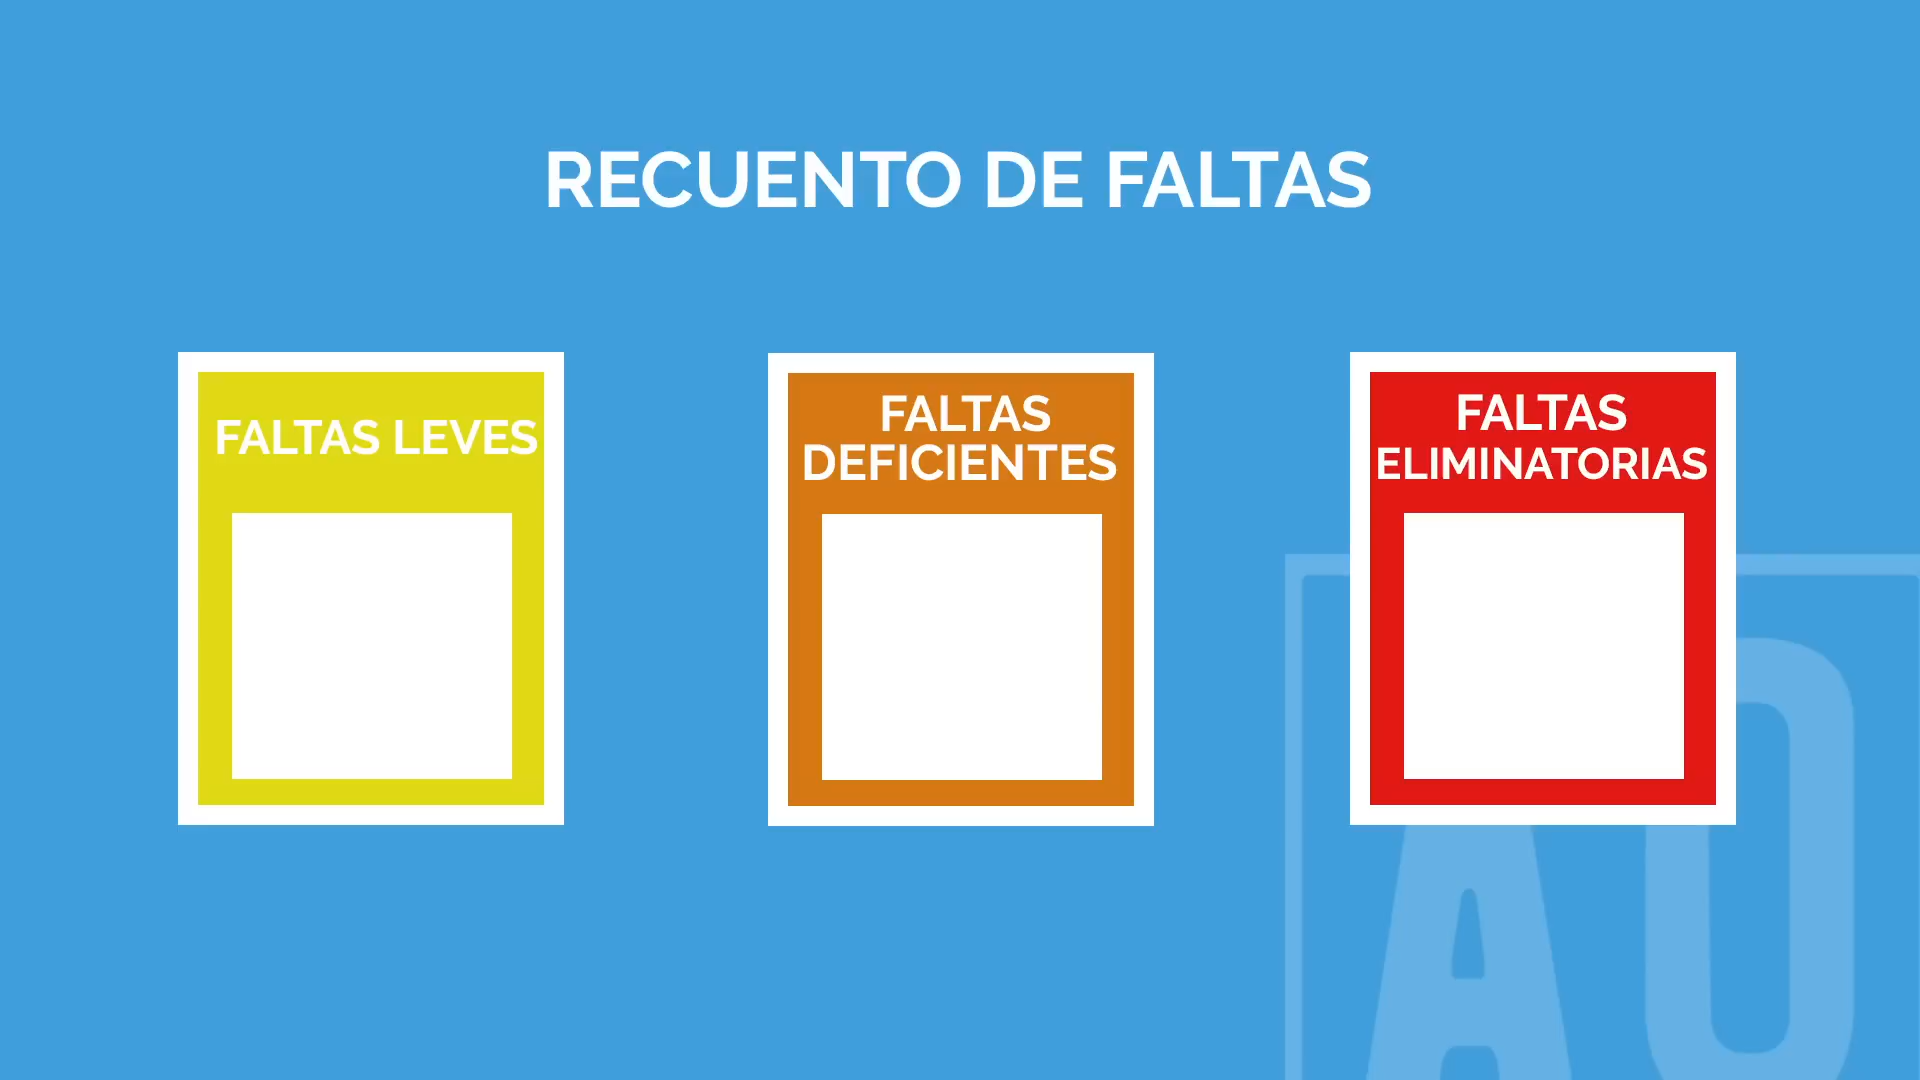 RECUENTO DE FALTAS
FALTAS LEVES
FALTAS
DEFICIENTES
FALTAS
ELIMINATORIAS